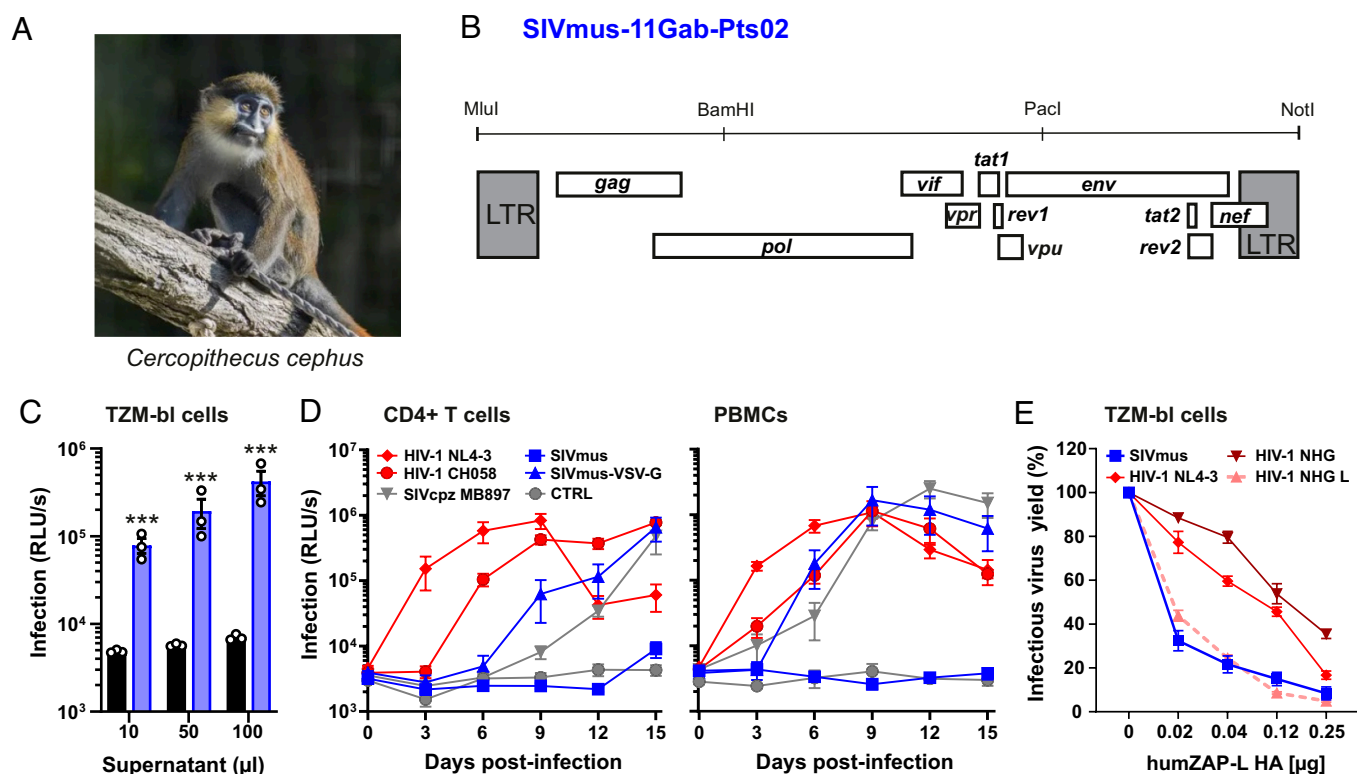 A
Cercopithecus cephus
B SIVmus-11Gab-Pts02
MluI BamHI PacI NotI
LTR gag vif tat1 env
vpr rev1 tat2 nef
pol vpu rev2 LTR
C TZM-bl cells
Infection (RLU/s)
10⁶
10⁵
10⁴
10³
*** *** ***
10 50 100
Supernatant (µl)
D CD4+ T cells
Infection (RLU/s)
10⁷
10⁶
10⁵
10⁴
10³
HIV-1 NL4-3 SIVmus
HIV-1 CH058 SIVmus-VSV-G
SIVcpz MB897 CTRL
0 3 6 9 12 15
Days post-infection
PBMCs
0 3 6 9 12 15
Days post-infection
E TZM-bl cells
SIVmus HIV-1 NHG
HIV-1 NL4-3 HIV-1 NHG L
Infectious virus yield (%)
120
100
80
60
40
20
0
0 0.02 0.04 0.12 0.25
humZAP-L HA [µg]